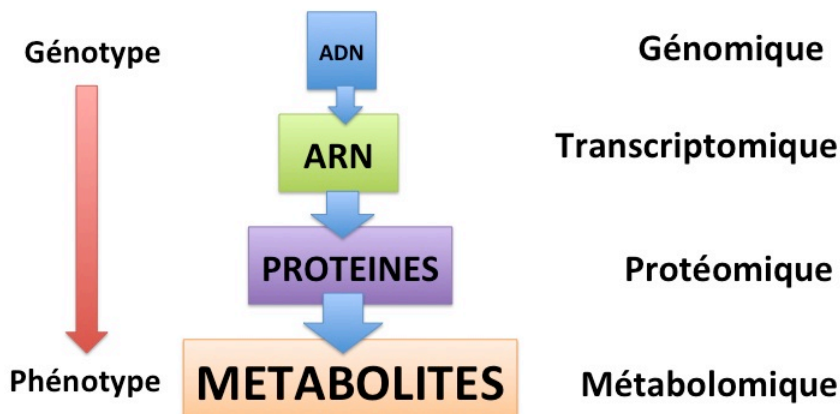 Génotype
ADN
Génomique
ARN
Transcriptomique
PROTEINES
Protéomique
Phénotype
METABOLITES
Métabolomique